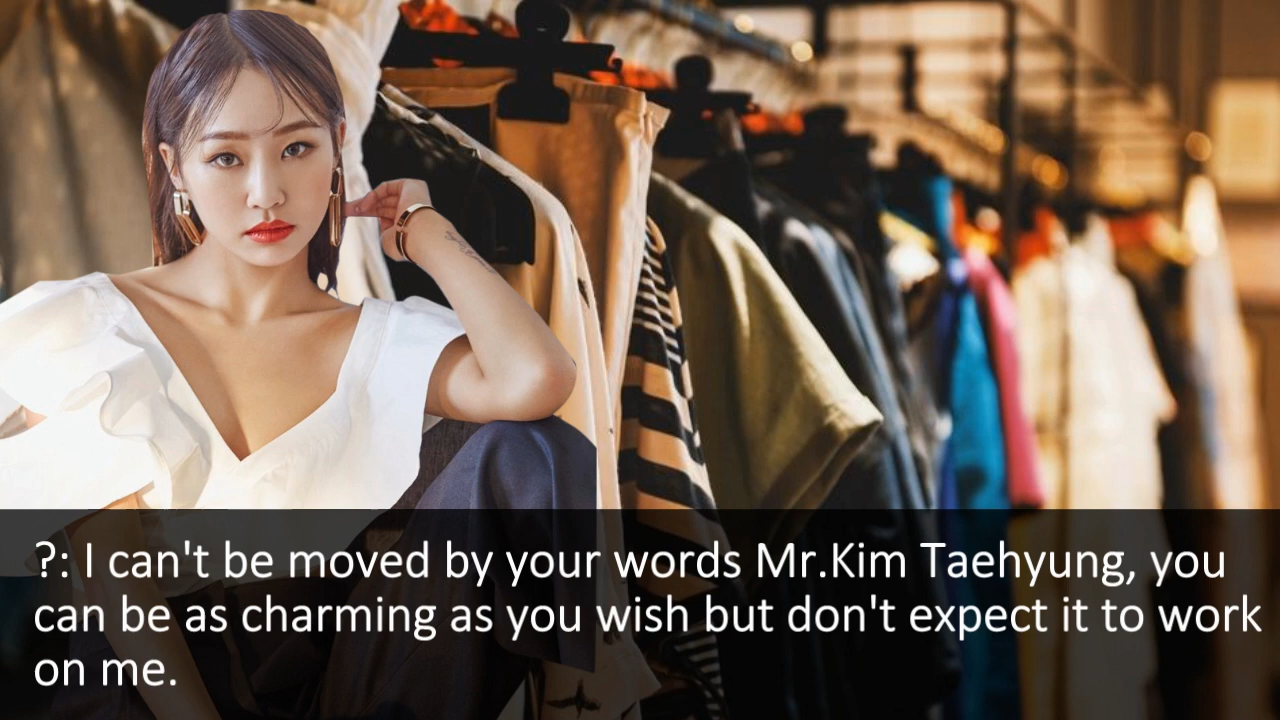 ?: I can't be moved by your words Mr.Kim Taehyung, you
can be as charming as you wish but don't expect it to work
on me.